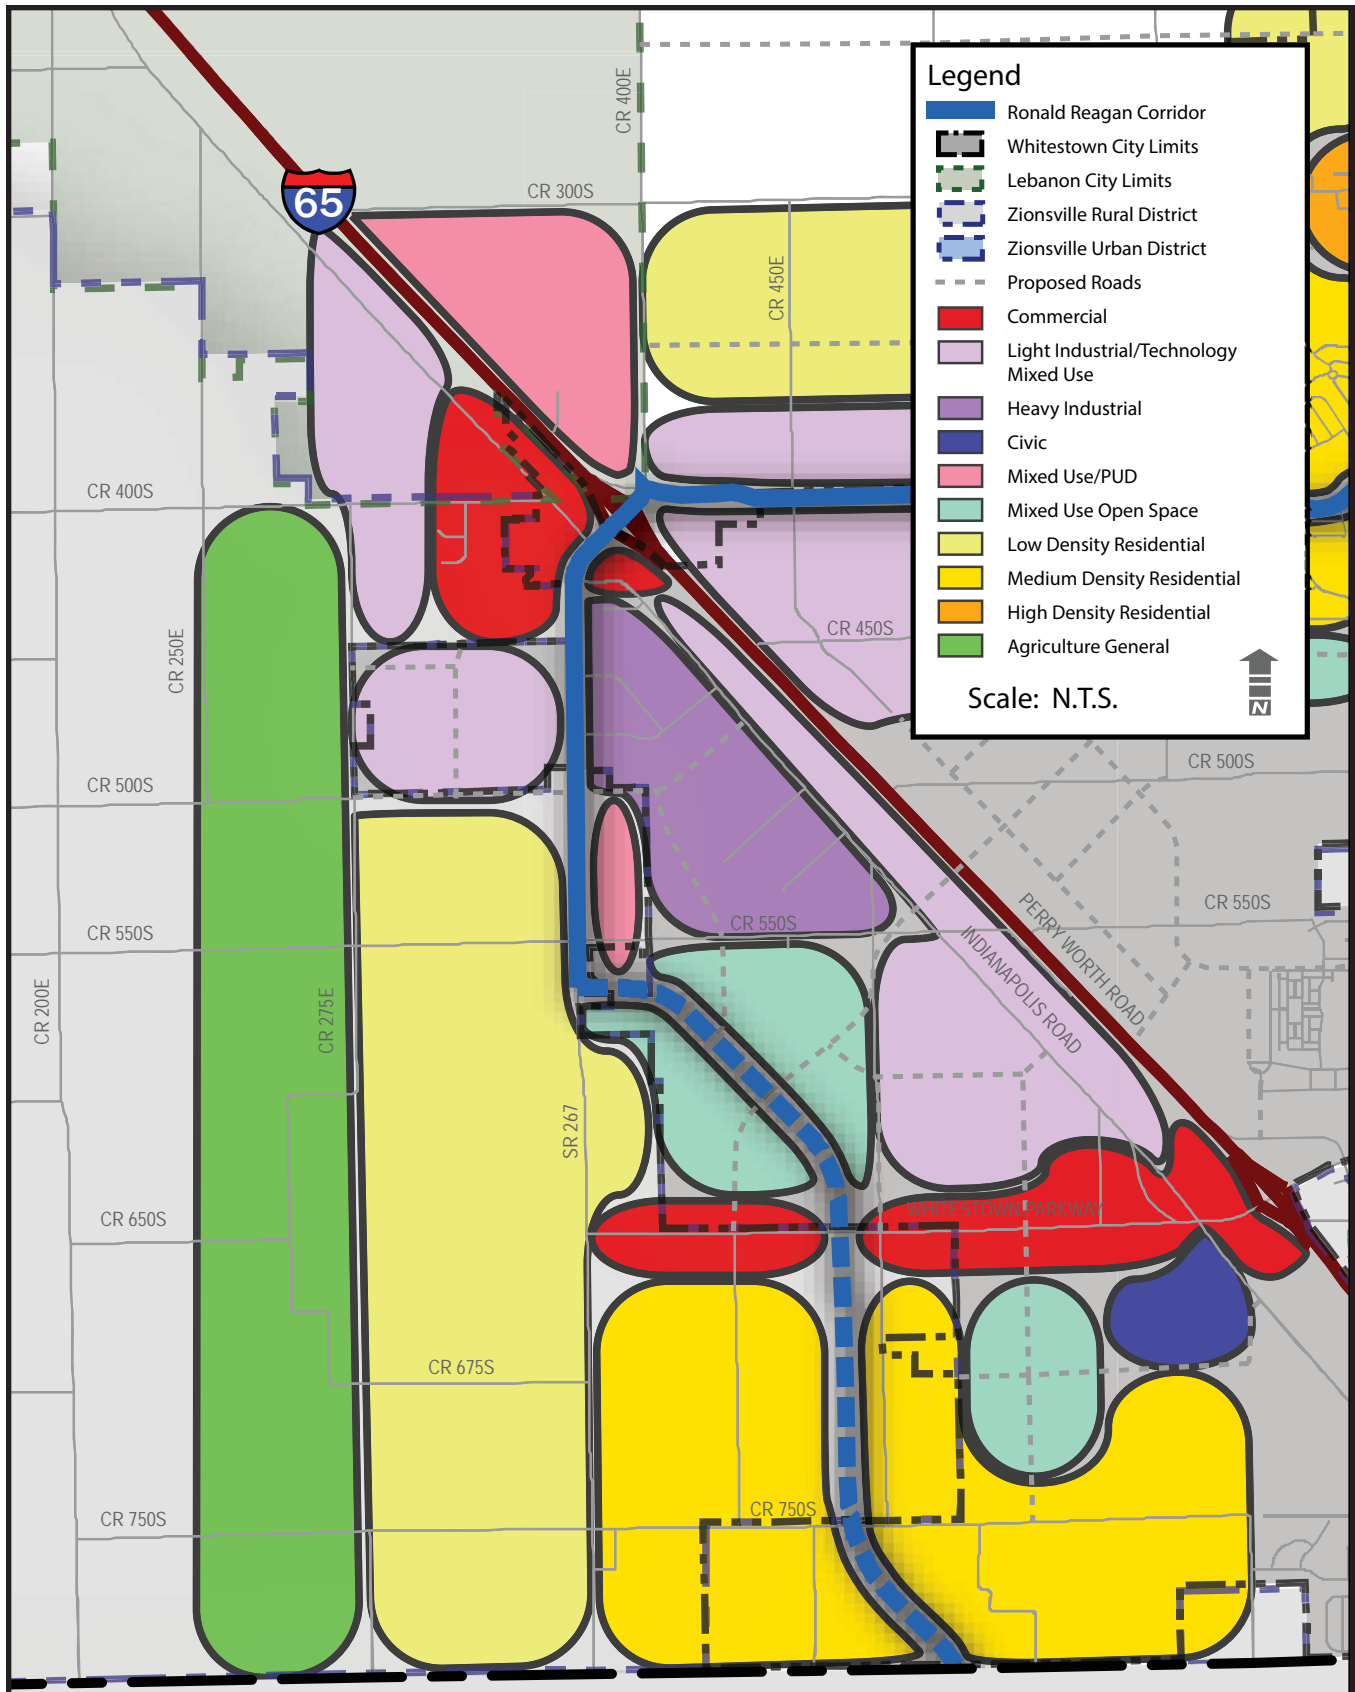 Legend
Ronald Reagan Corridor
Whitestown City Limits
Lebanon City Limits
Zionsville Rural District
Zionsville Urban District
Proposed Roads
Commercial
Light Industrial/Technology
Mixed Use
Heavy Industrial
Civic
Mixed Use/PUD
Mixed Use Open Space
Low Density Residential
Medium Density Residential
High Density Residential
Agriculture General
Scale: N.T.S.
N
CR 400E
CR 300S
65
CR 450E
CR 400S
CR 450S
CR 250E
CR 500S
CR 500S
CR 550S
CR 550S
CR 550S
PERRY WORTH ROAD
INDIANAPOLIS ROAD
CR 200E
CR 275E
SR 267
CR 650S
WHITESTOWN PARKWAY
CR 675S
CR 750S
CR 750S